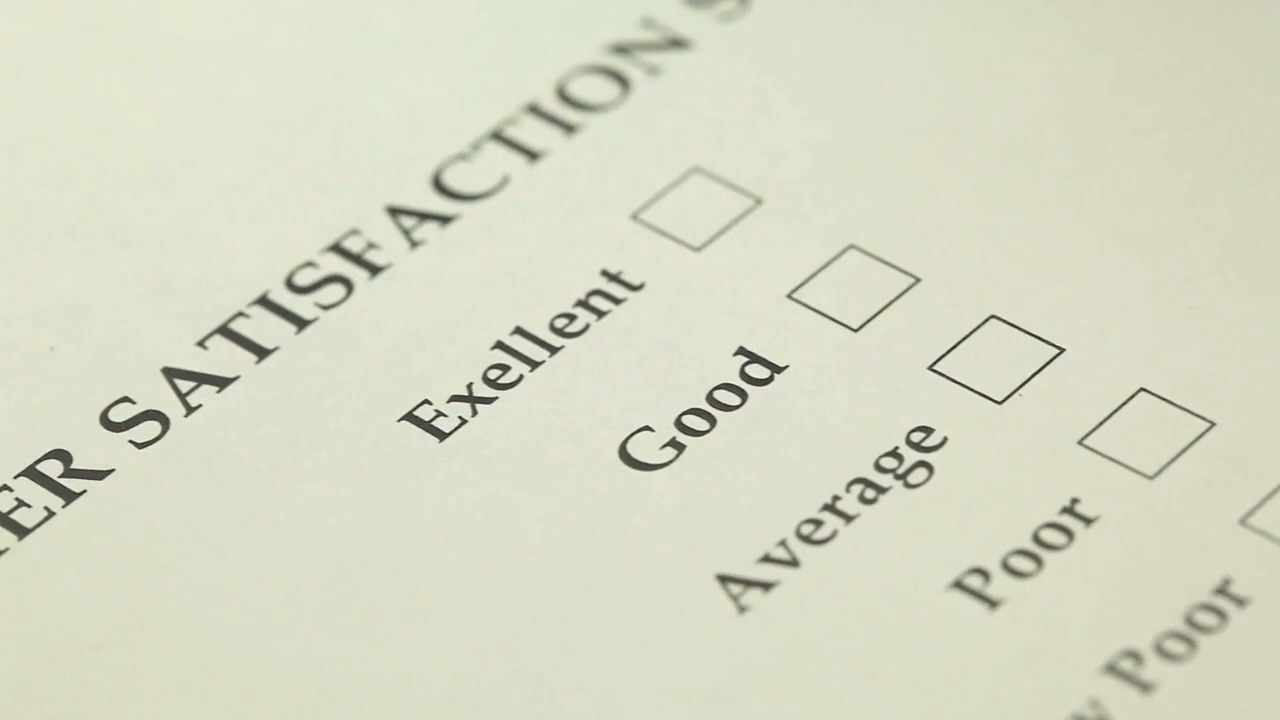 ER SATISFACTION S
Exellent
Good
Average
Poor
y Poor